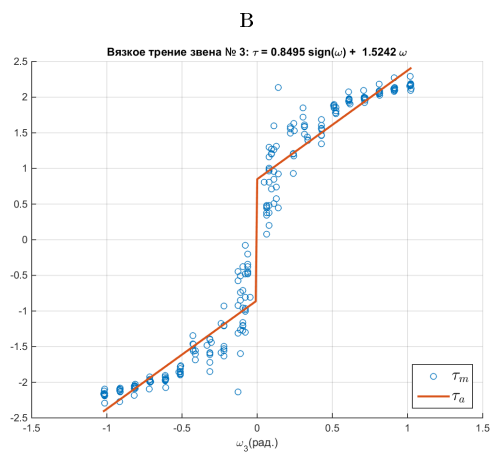 В
Вязкое трение звена № 3: τ = 0.8495 sign(ω) + 1.5242 ω
2.5
2
1.5
1
0.5
0
-0.5
-1
-1.5
-2
-2.5
-1.5 -1 -0.5 0 0.5 1 1.5
ω₃(рад.)
τₘ
τₐ